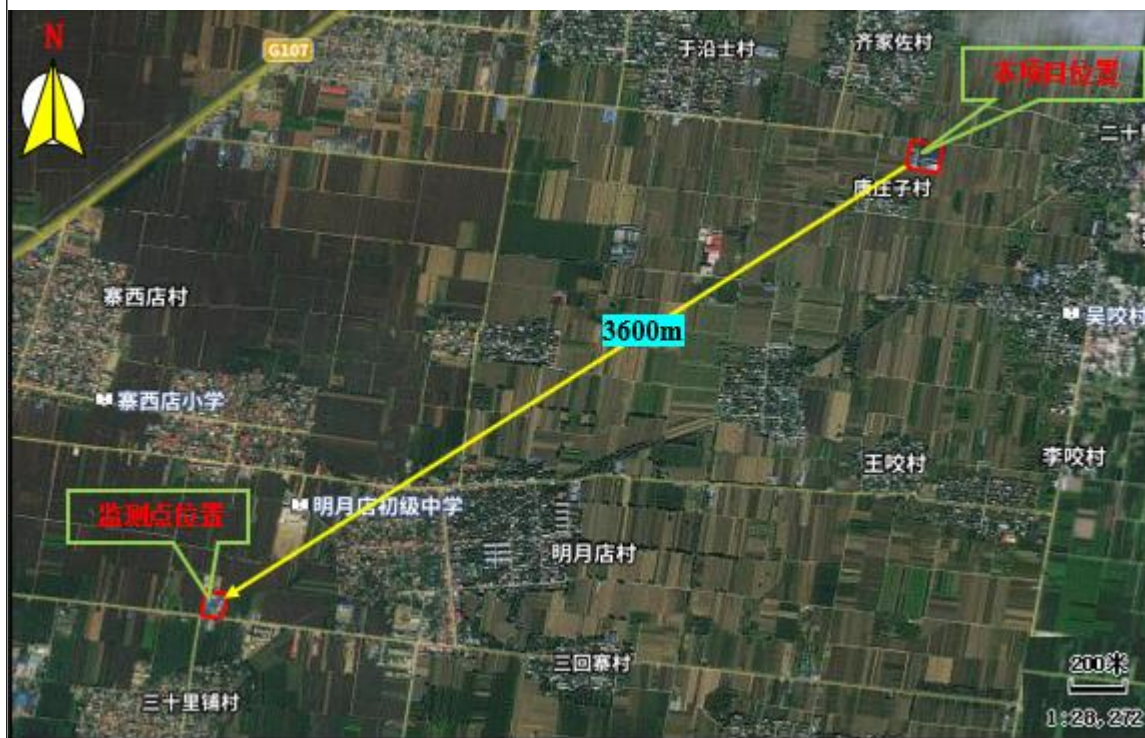 N
G107
于沿士村
齐家佐村
本项目位置
二十
康庄子村
寨西店村
3600m
吴咬村
寨西店小学
王咬村
李咬村
监测点位置
明月店初级中学
明月店村
三回寨村
三十里铺村
200米
1:28,272